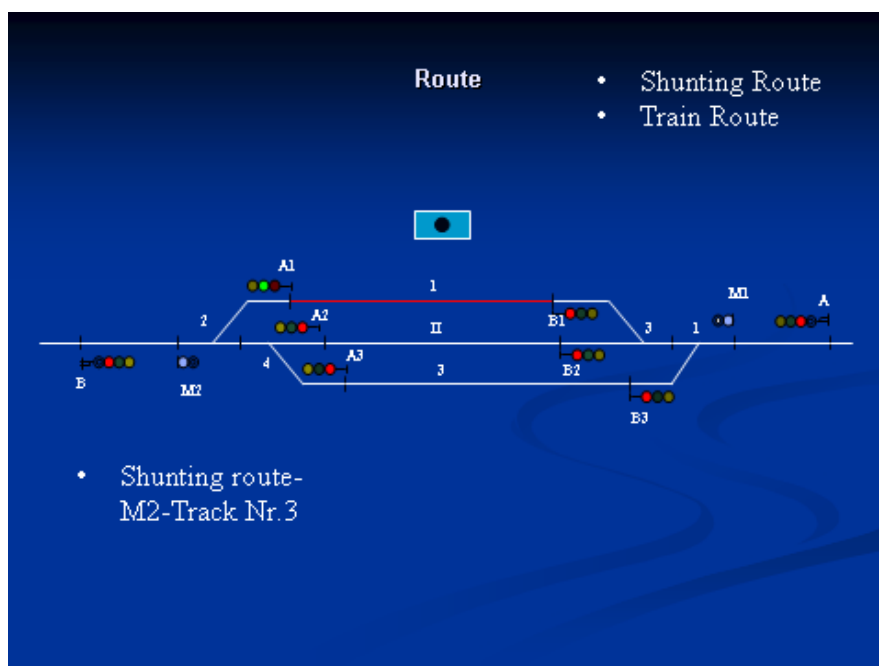 Route
• Shunting Route
• Train Route
A1
1
M1
A
2
A2
B1
II
3
1
B
M2
4
A3
3
B2
B3
• Shunting route-
M2-Track Nr.3